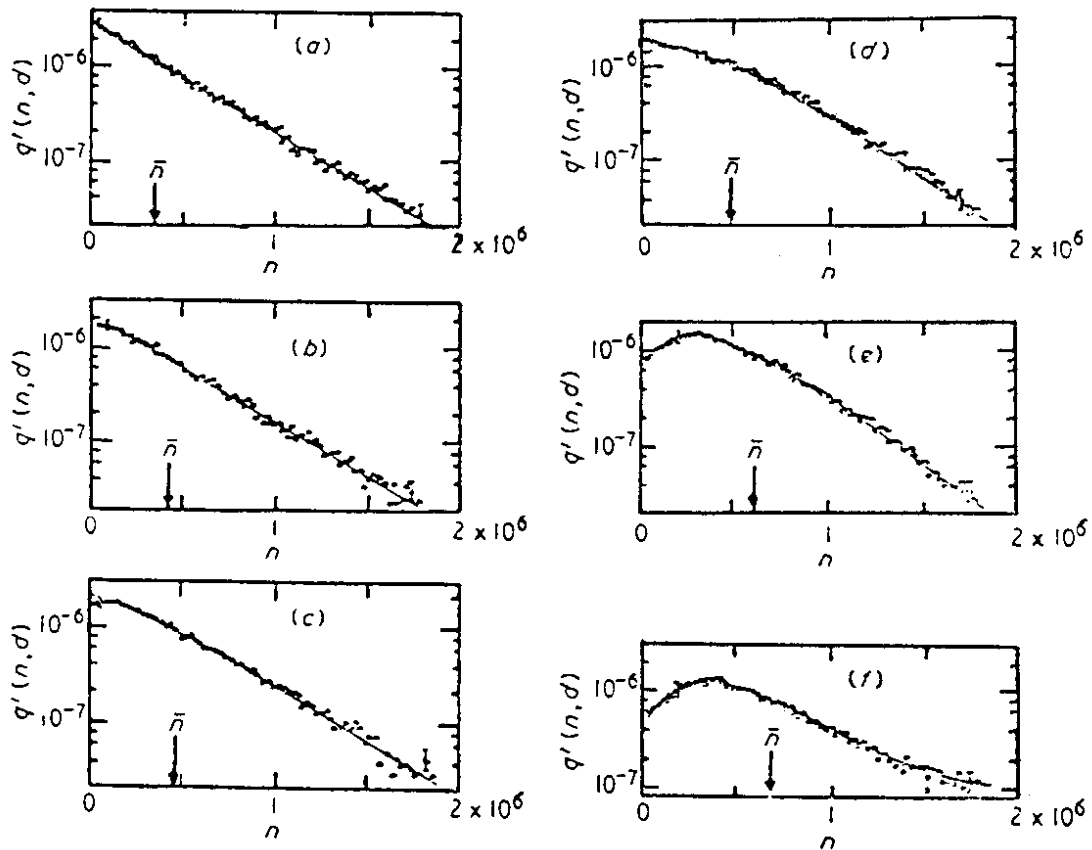 (a)
q'(n,d)
10⁻⁶
10⁻⁷
n̄
0
1
2 × 10⁶
n
(b)
q'(n,d)
10⁻⁶
10⁻⁷
n̄
0
1
2 × 10⁶
n
(c)
q'(n,d)
10⁻⁶
10⁻⁷
n̄
0
1
2 × 10⁶
n
(d)
q'(n,d)
10⁻⁶
10⁻⁷
n̄
0
1
2 × 10⁶
n
(e)
q'(n,d)
10⁻⁶
10⁻⁷
n̄
0
1
2 × 10⁶
n
(f)
q'(n,d)
10⁻⁶
10⁻⁷
n̄
0
1
2 × 10⁶
n